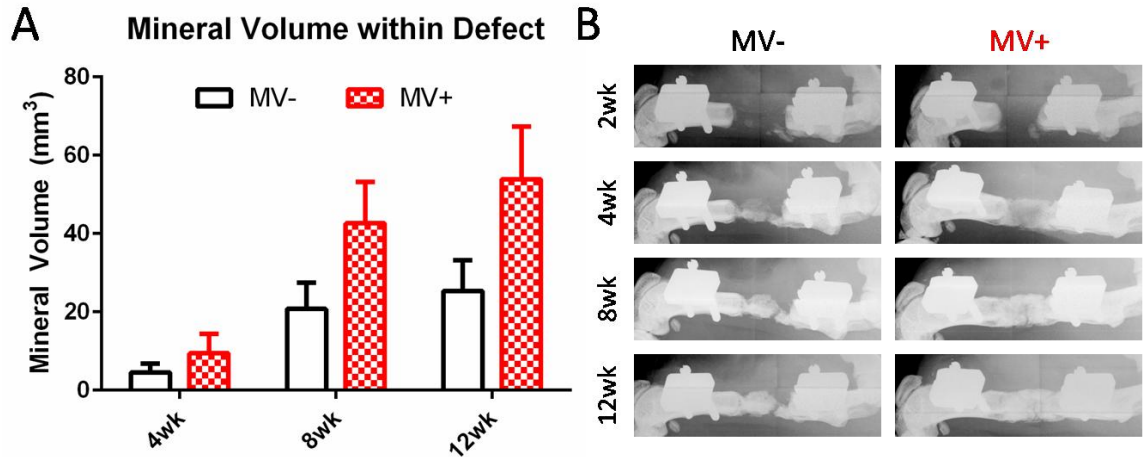 A
Mineral Volume within Defect
MV-
MV+
Mineral Volume (mm³)
80
60
40
20
0
4wk
8wk
12wk
B
MV-
MV+
2wk
4wk
8wk
12wk